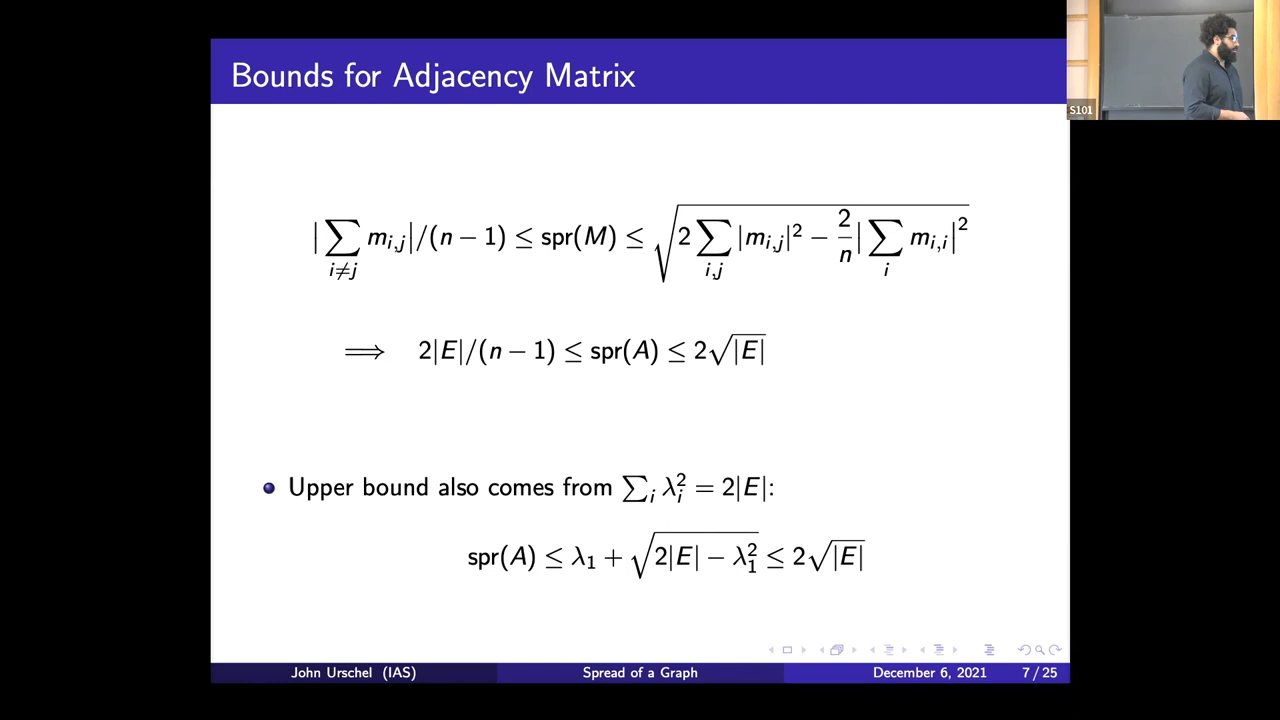 Bounds for Adjacency Matrix
S101
|∑_{i≠j} m_{i,j}|/(n − 1) ≤ spr(M) ≤ √(2∑_{i,j} |m_{i,j}|² − (2/n)|∑_i m_{i,i}|²)
⟹ 2|E|/(n − 1) ≤ spr(A) ≤ 2√|E|
Upper bound also comes from ∑_i λ_i² = 2|E|:
spr(A) ≤ λ₁ + √(2|E| − λ₁²) ≤ 2√|E|
John Urschel (IAS) Spread of a Graph December 6, 2021 7 / 25